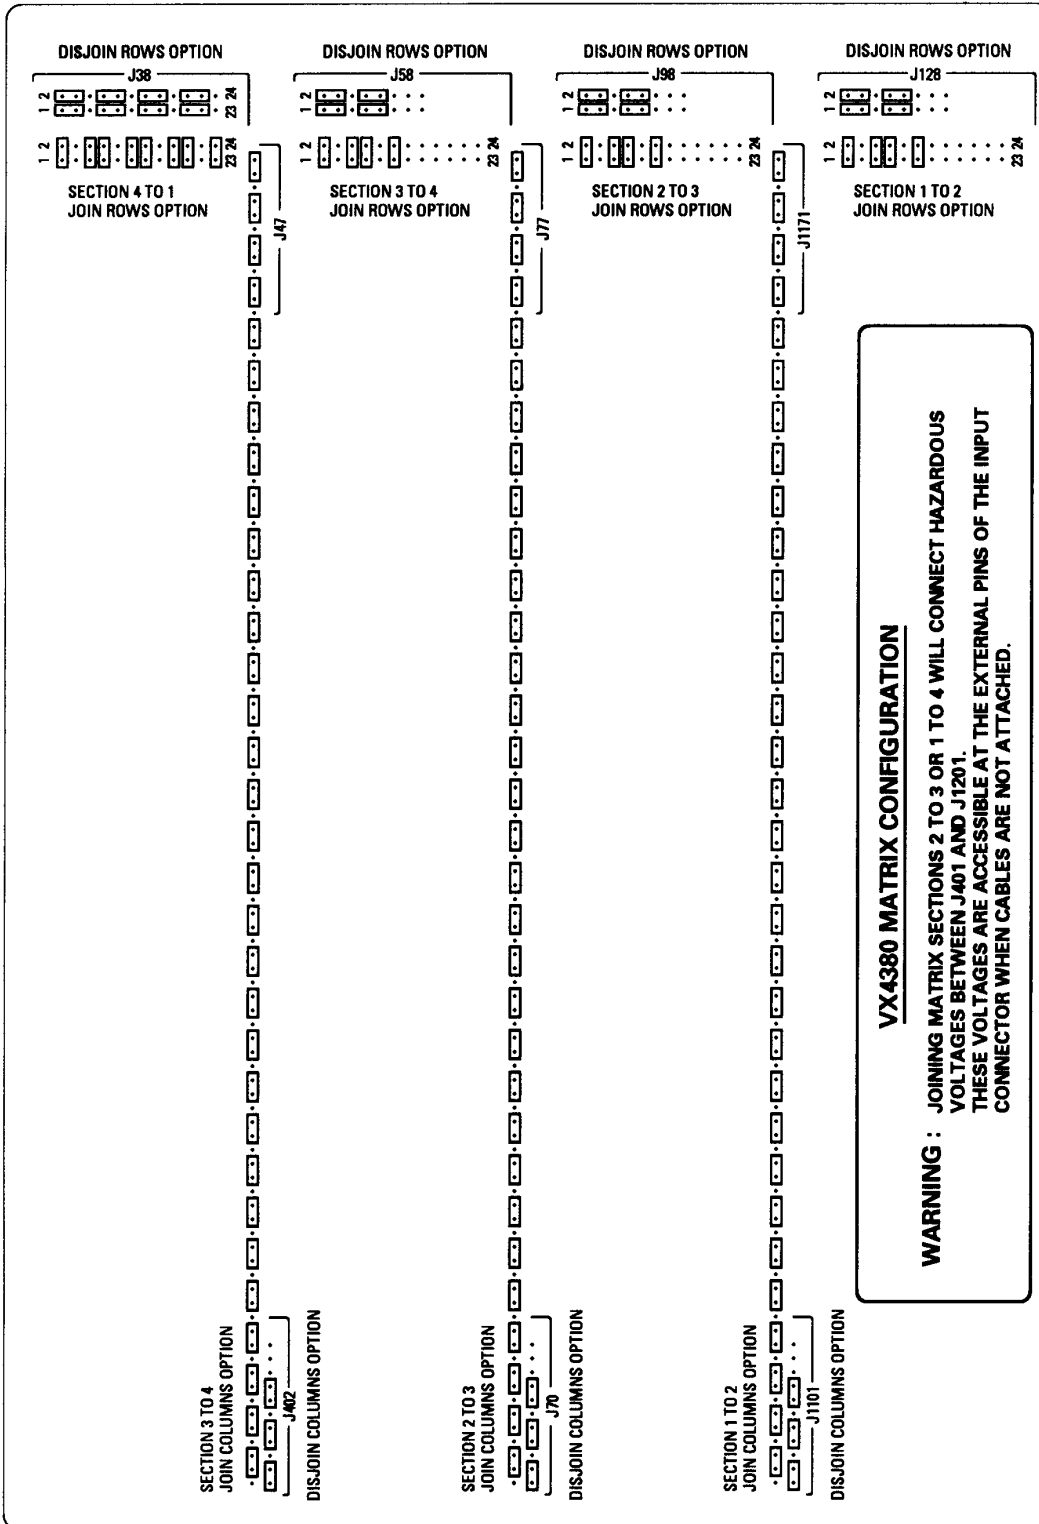 DISJOIN ROWS OPTION
J38
1 2
23 24
1 2
23 24
SECTION 4 TO 1
JOIN ROWS OPTION
DISJOIN ROWS OPTION
J58
1 2
1 2
23 24
SECTION 3 TO 4
JOIN ROWS OPTION
DISJOIN ROWS OPTION
J98
1 2
1 2
23 24
SECTION 2 TO 3
JOIN ROWS OPTION
DISJOIN ROWS OPTION
J128
1 2
1 2
23 24
SECTION 1 TO 2
JOIN ROWS OPTION
J47
J77
J1171
SECTION 3 TO 4
JOIN COLUMNS OPTION
J402
DISJOIN COLUMNS OPTION
SECTION 2 TO 3
JOIN COLUMNS OPTION
J70
DISJOIN COLUMNS OPTION
SECTION 1 TO 2
JOIN COLUMNS OPTION
J1101
DISJOIN COLUMNS OPTION
VX4380 MATRIX CONFIGURATION
WARNING : JOINING MATRIX SECTIONS 2 TO 3 OR 1 TO 4 WILL CONNECT HAZARDOUS
VOLTAGES BETWEEN J401 AND J1201.
THESE VOLTAGES ARE ACCESSIBLE AT THE EXTERNAL PINS OF THE INPUT
CONNECTOR WHEN CABLES ARE NOT ATTACHED.